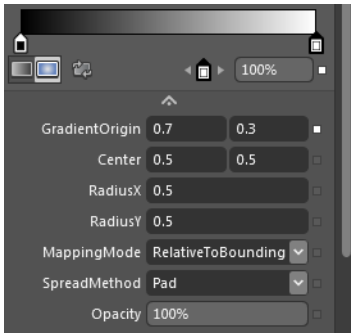 100%
GradientOrigin 0.7 0.3
Center 0.5 0.5
RadiusX 0.5
RadiusY 0.5
MappingMode RelativeToBounding
SpreadMethod Pad
Opacity 100%